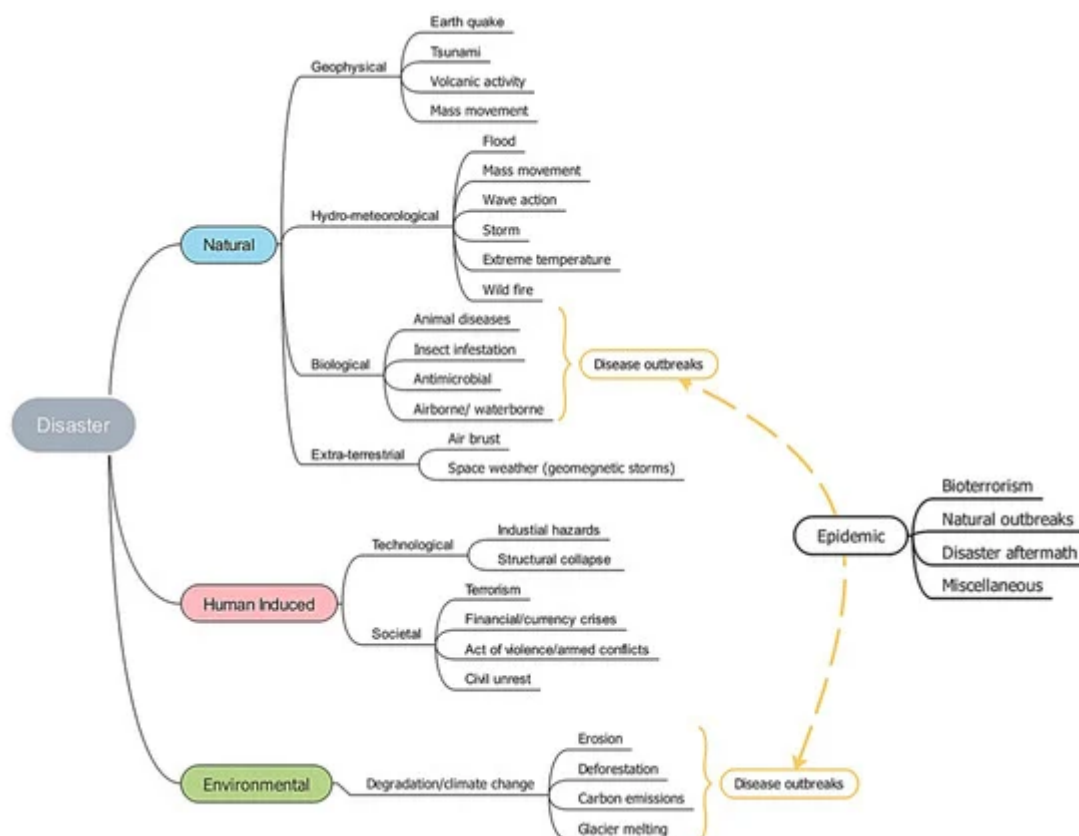 Disaster
Natural
Geophysical
Earth quake
Tsunami
Volcanic activity
Mass movement
Hydro-meteorological
Flood
Mass movement
Wave action
Storm
Extreme temperature
Wild fire
Biological
Animal diseases
Insect infestation
Antimicrobial
Airborne/ waterborne
Disease outbreaks
Extra-terrestrial
Air brust
Space weather (geomegnetic storms)
Human Induced
Technological
Industial hazards
Structural collapse
Societal
Terrorism
Financial/currency crises
Act of violence/armed conflicts
Civil unrest
Environmental
Degradation/climate change
Erosion
Deforestation
Carbon emissions
Glacier melting
Disease outbreaks
Epidemic
Bioterrorism
Natural outbreaks
Disaster aftermath
Miscellaneous